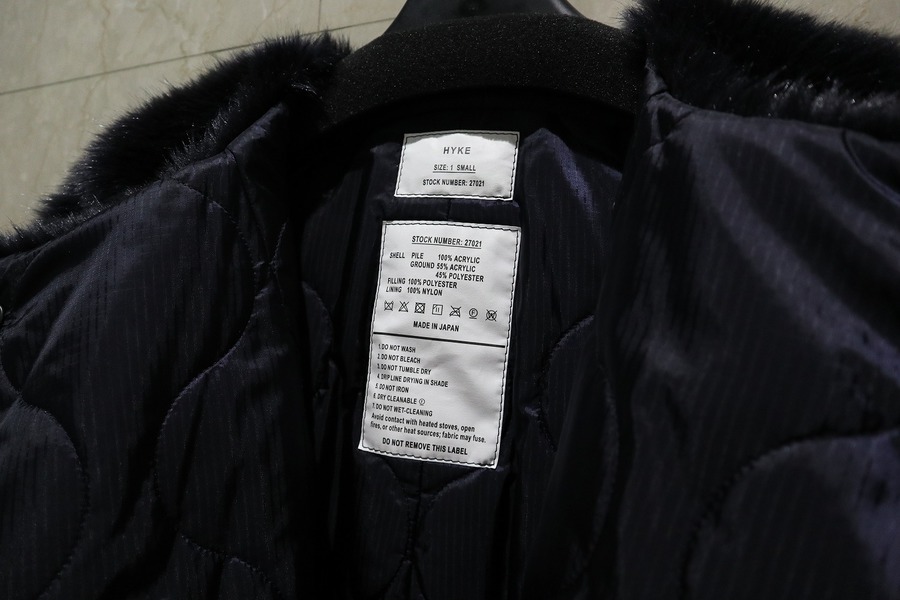 HYKE
SIZE: 1 SMALL
STOCK NUMBER: 27021
STOCK NUMBER: 27021
SHELL PILE 100% ACRYLIC
GROUND 55% ACRYLIC
45% POLYESTER
FILLING 100% POLYESTER
LINING 100% NYLON
MADE IN JAPAN
1. DO NOT WASH
2. DO NOT BLEACH
3. DO NOT TUMBLE DRY
4. DRIP LINE DRYING IN SHADE
5. DO NOT IRON
6. DRY CLEANABLE Ⓕ
7. DO NOT WET-CLEANING
Avoid contact with heated stoves, open
fires, or other heat sources; fabric may fuse.
DO NOT REMOVE THIS LABEL